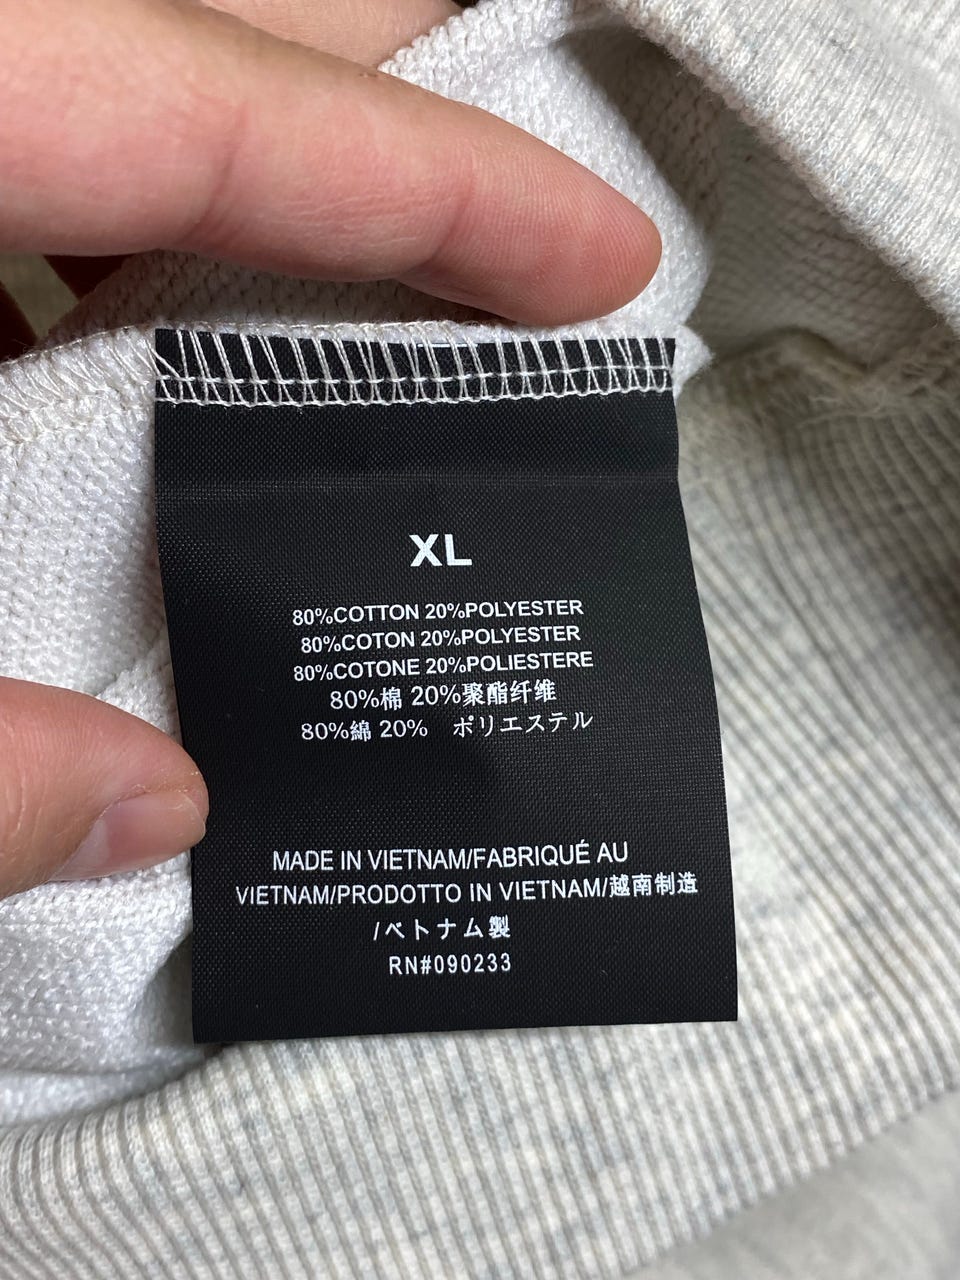 XL
80%COTTON 20%POLYESTER
80%COTON 20%POLYESTER
80%COTONE 20%POLIESTERE
80%棉 20%聚酯纤维
80%綿 20% ポリエステル
MADE IN VIETNAM/FABRIQUÉ AU
VIETNAM/PRODOTTO IN VIETNAM/越南制造
/ベトナム製
RN#090233